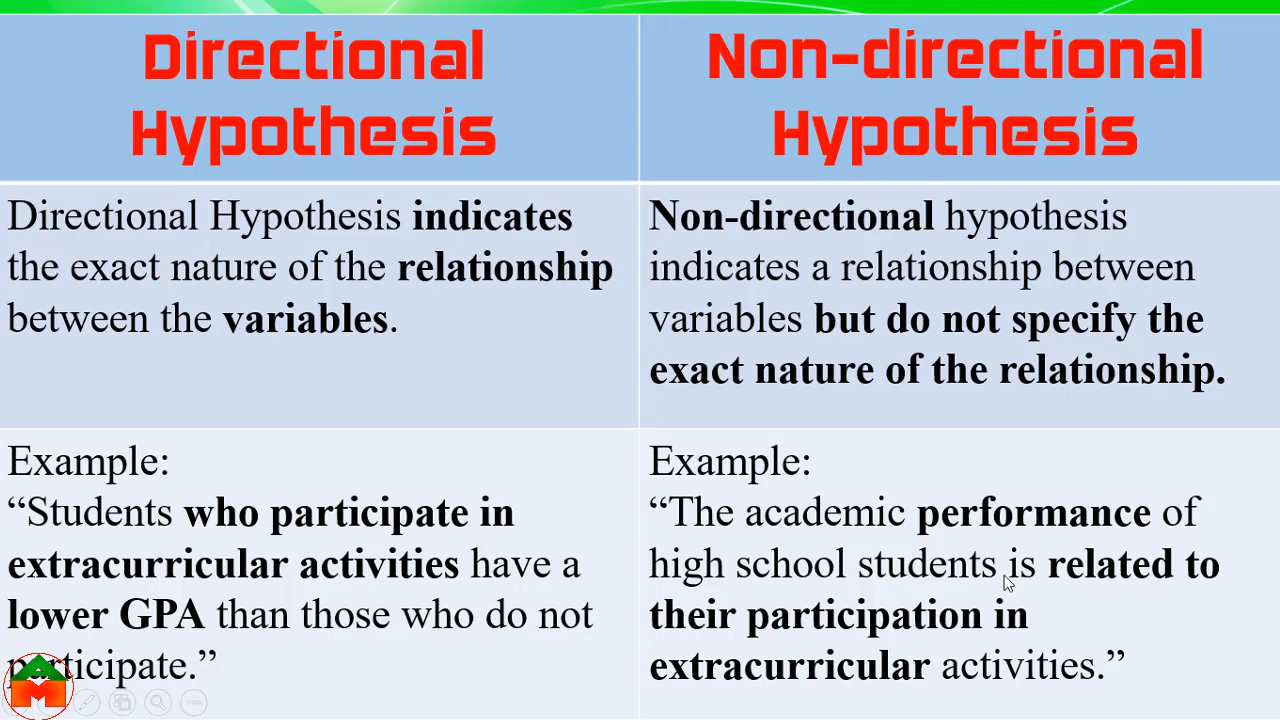 Directional
Hypothesis
Non-directional
Hypothesis
Directional Hypothesis indicates
the exact nature of the relationship
between the variables.
Non-directional hypothesis
indicates a relationship between
variables but do not specify the
exact nature of the relationship.
Example:
“Students who participate in
extracurricular activities have a
lower GPA than those who do not
participate.”
Example:
“The academic performance of
high school students is related to
their participation in
extracurricular activities.”